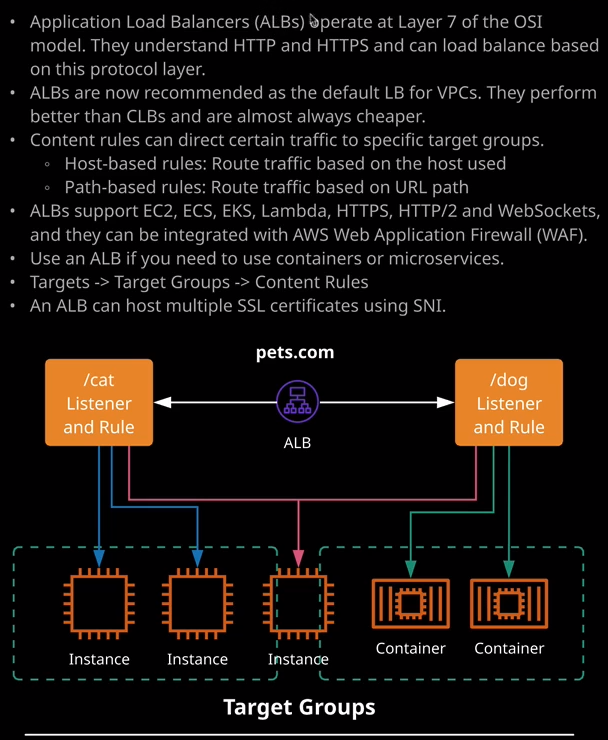 • Application Load Balancers (ALBs) operate at Layer 7 of the OSI
model. They understand HTTP and HTTPS and can load balance based
on this protocol layer.
• ALBs are now recommended as the default LB for VPCs. They perform
better than CLBs and are almost always cheaper.
• Content rules can direct certain traffic to specific target groups.
◦ Host-based rules: Route traffic based on the host used
◦ Path-based rules: Route traffic based on URL path
• ALBs support EC2, ECS, EKS, Lambda, HTTPS, HTTP/2 and WebSockets,
and they can be integrated with AWS Web Application Firewall (WAF).
• Use an ALB if you need to use containers or microservices.
• Targets -> Target Groups -> Content Rules
• An ALB can host multiple SSL certificates using SNI.
pets.com
/cat
Listener
and Rule
ALB
/dog
Listener
and Rule
Instance
Instance
Instance
Container
Container
Target Groups